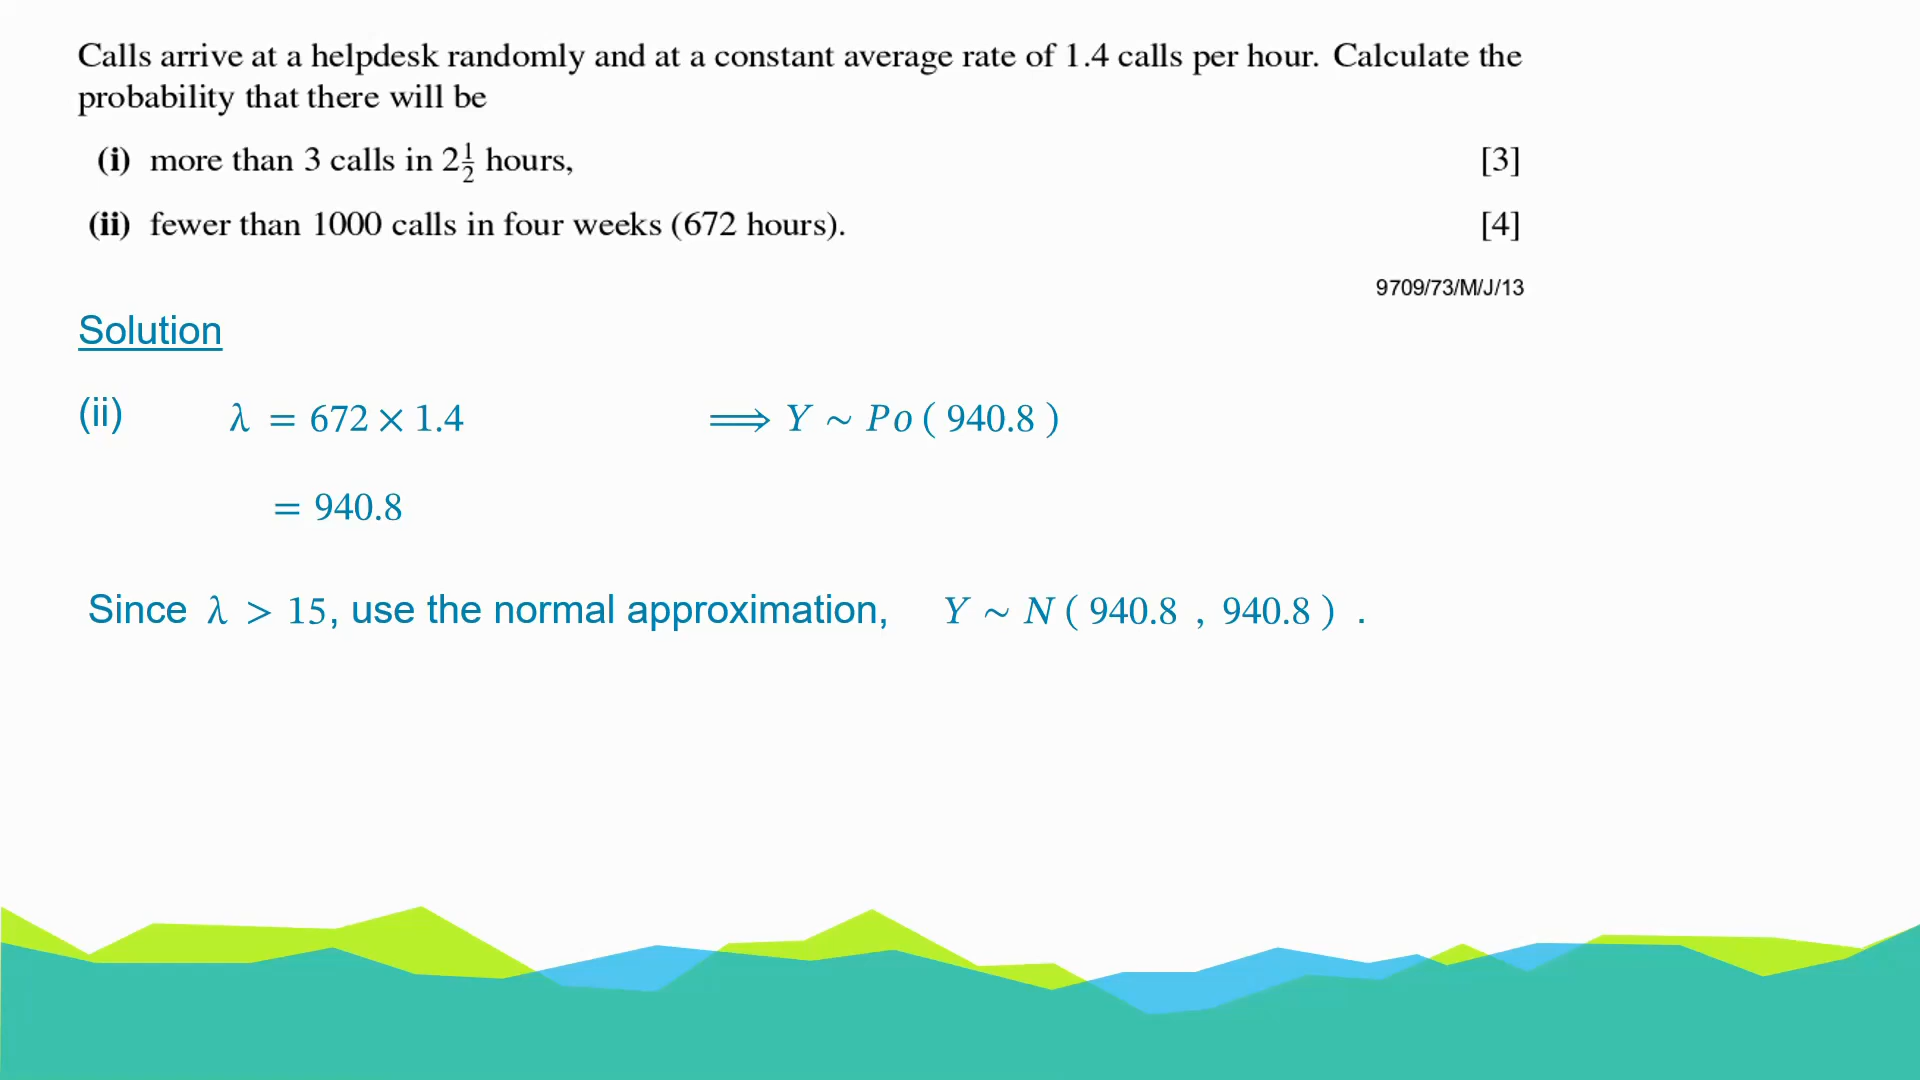 Calls arrive at a helpdesk randomly and at a constant average rate of 1.4 calls per hour. Calculate the
probability that there will be
(i) more than 3 calls in 2½ hours, [3]
(ii) fewer than 1000 calls in four weeks (672 hours). [4]
9709/73/M/J/13
Solution
(ii) λ = 672 × 1.4 ⟹ Y ~ Po ( 940.8 )
= 940.8
Since λ > 15, use the normal approximation, Y ~ N ( 940.8 , 940.8 ) .